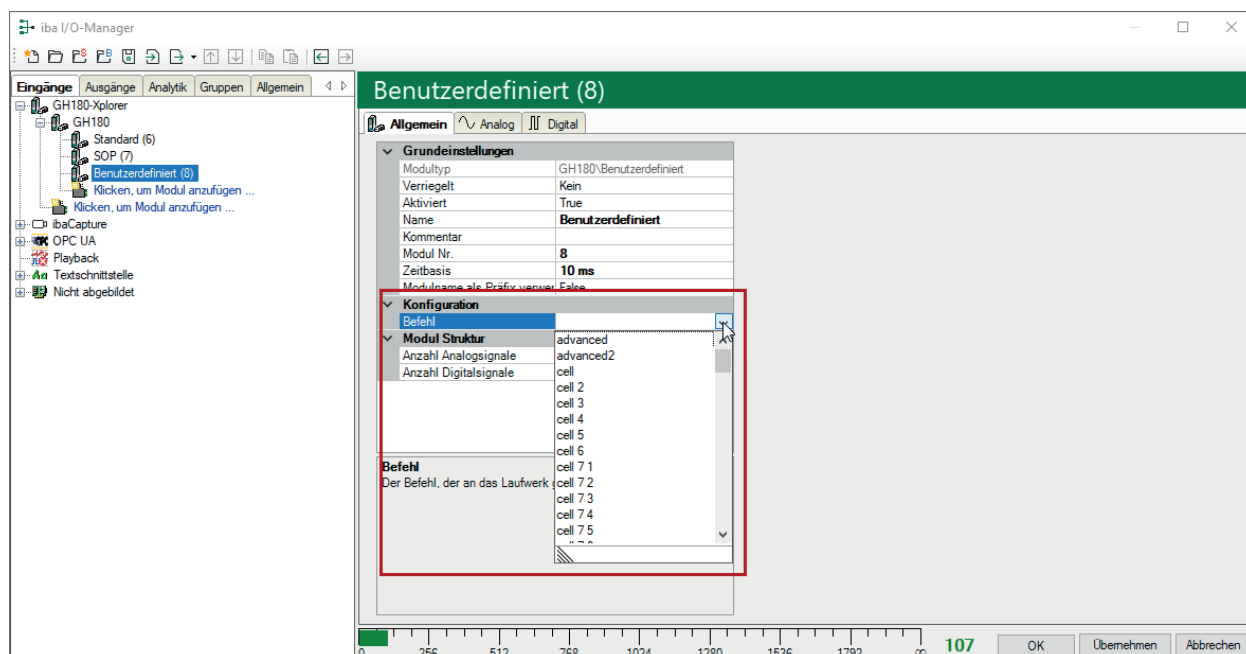 iba I/O-Manager
Eingänge Ausgänge Analytik Gruppen Allgemein
GH180-Xplorer
GH180
Standard (6)
SOP (7)
Benutzerdefiniert (8)
Klicken, um Modul anzufügen ...
Klicken, um Modul anzufügen ...
ibaCapture
OPC UA
Playback
Textschnittstelle
Nicht abgebildet
Benutzerdefiniert (8)
Allgemein Analog Digital
Grundeinstellungen
Modultyp GH180\Benutzerdefiniert
Verriegelt Kein
Aktiviert True
Name Benutzerdefiniert
Kommentar
Modul Nr. 8
Zeitbasis 10 ms
Modulname als Präfix verwer False
Konfiguration
Befehl
Modul Struktur
Anzahl Analogsignale
Anzahl Digitalsignale
advanced
advanced2
cell
cell 2
cell 3
cell 4
cell 5
cell 6
cell 7 1
cell 7 2
cell 7 3
cell 7 4
cell 7 5
Befehl
Der Befehl, der an das Laufwerk
0 256 512 768 1024 1280 1536 1792 ∞
107
OK Übernehmen Abbrechen